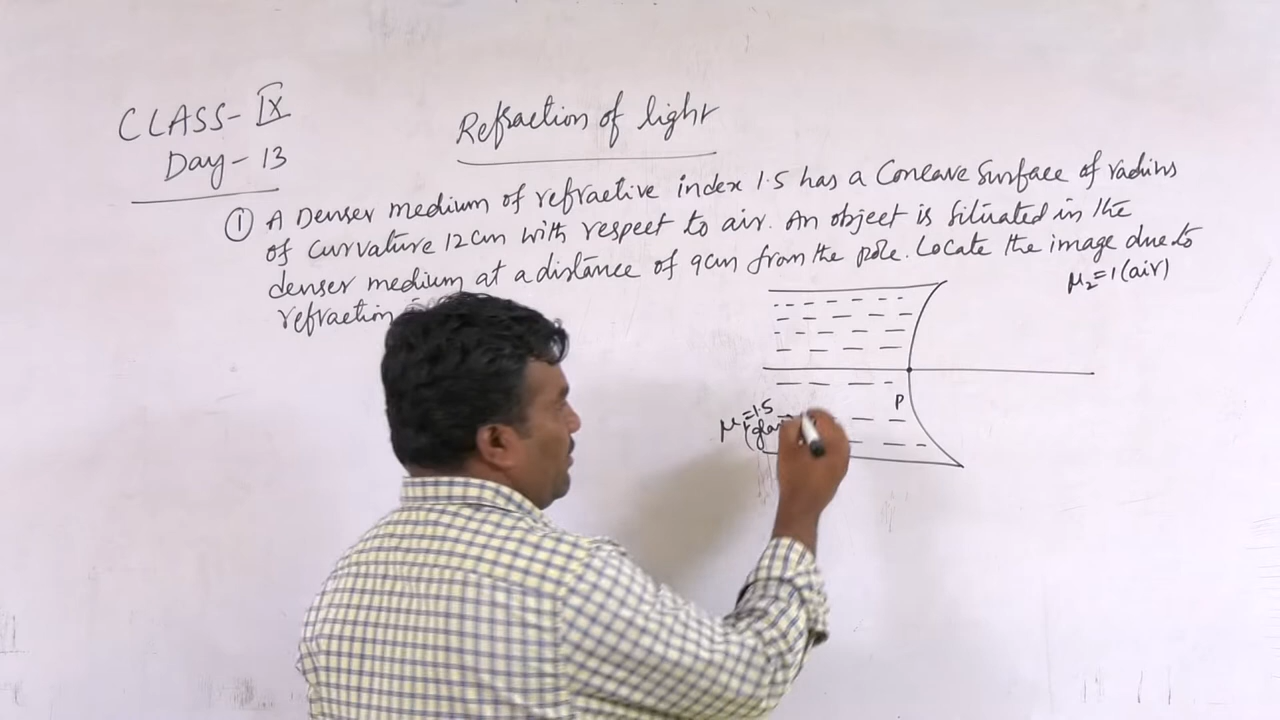 CLASS-IX
Day-13
Refraction of light
① A Denser medium of refractive index 1.5 has a Concave Surface of radius
of curvature 12cm with respect to air. An object is Situated in the
denser medium at a distance of 9cm from the pole. Locate the image due to
refraction
μ₂=1(air)
P
μ₁=1.5